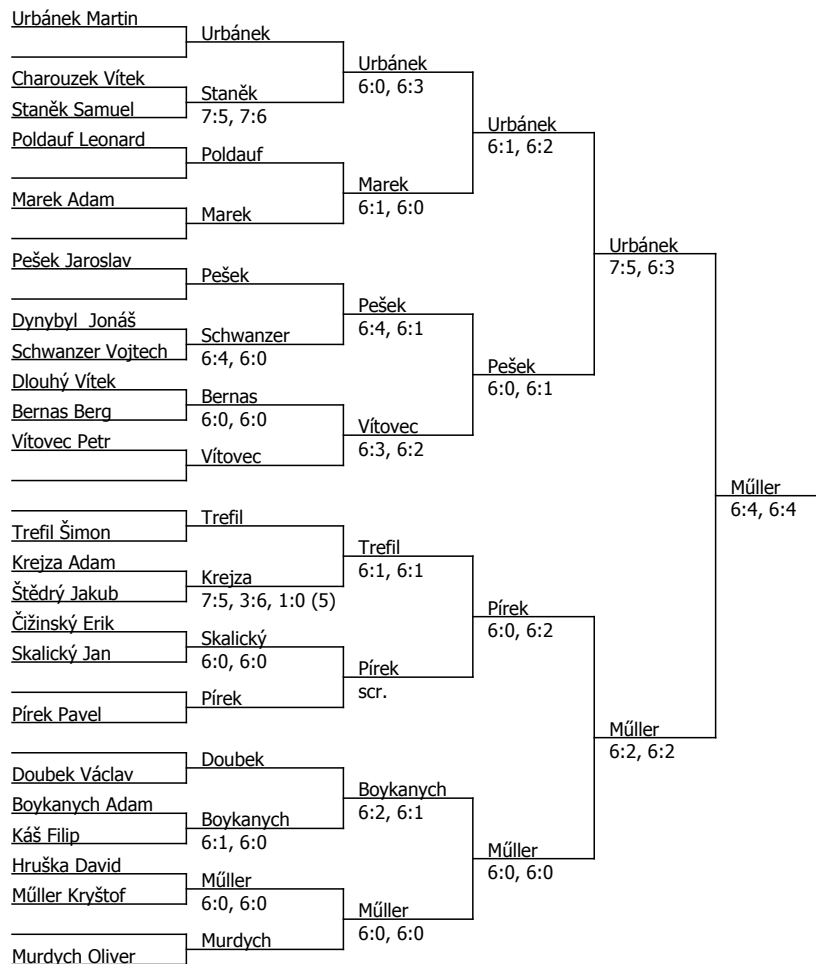 Urbánek Martin
Charouzek Vítek
Staněk Samuel
Poldauf Leonard
Marek Adam
Pešek Jaroslav
Dynybyl  Jonáš
Schwanzer Vojtech
Dlouhý Vítek
Bernas Berg
Vítovec Petr
Trefil Šimon
Krejza Adam
Štědrý Jakub
Čižinský Erik
Skalický Jan
Pírek Pavel
Doubek Václav
Boykanych Adam
Káš Filip
Hruška David
Műller Kryštof
Murdych Oliver
Urbánek
Staněk
7:5, 7:6
Poldauf
Marek
Pešek
Schwanzer
6:4, 6:0
Bernas
6:0, 6:0
Vítovec
Trefil
Krejza
7:5, 3:6, 1:0 (5)
Skalický
6:0, 6:0
Pírek
Doubek
Boykanych
6:1, 6:0
Műller
6:0, 6:0
Murdych
Urbánek
6:0, 6:3
Marek
6:1, 6:0
Pešek
6:4, 6:1
Vítovec
6:3, 6:2
Trefil
6:1, 6:1
Pírek
scr.
Boykanych
6:2, 6:1
Műller
6:0, 6:0
Urbánek
6:1, 6:2
Pešek
6:0, 6:1
Pírek
6:0, 6:2
Műller
6:0, 6:0
Urbánek
7:5, 6:3
Műller
6:2, 6:2
Műller
6:4, 6:4